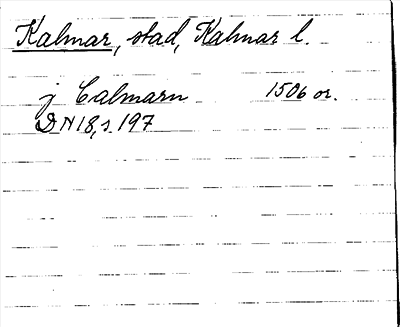 Kalmar, stad, Kalmar l.
j Calmarn 1506 or.
DN 18, s. 197